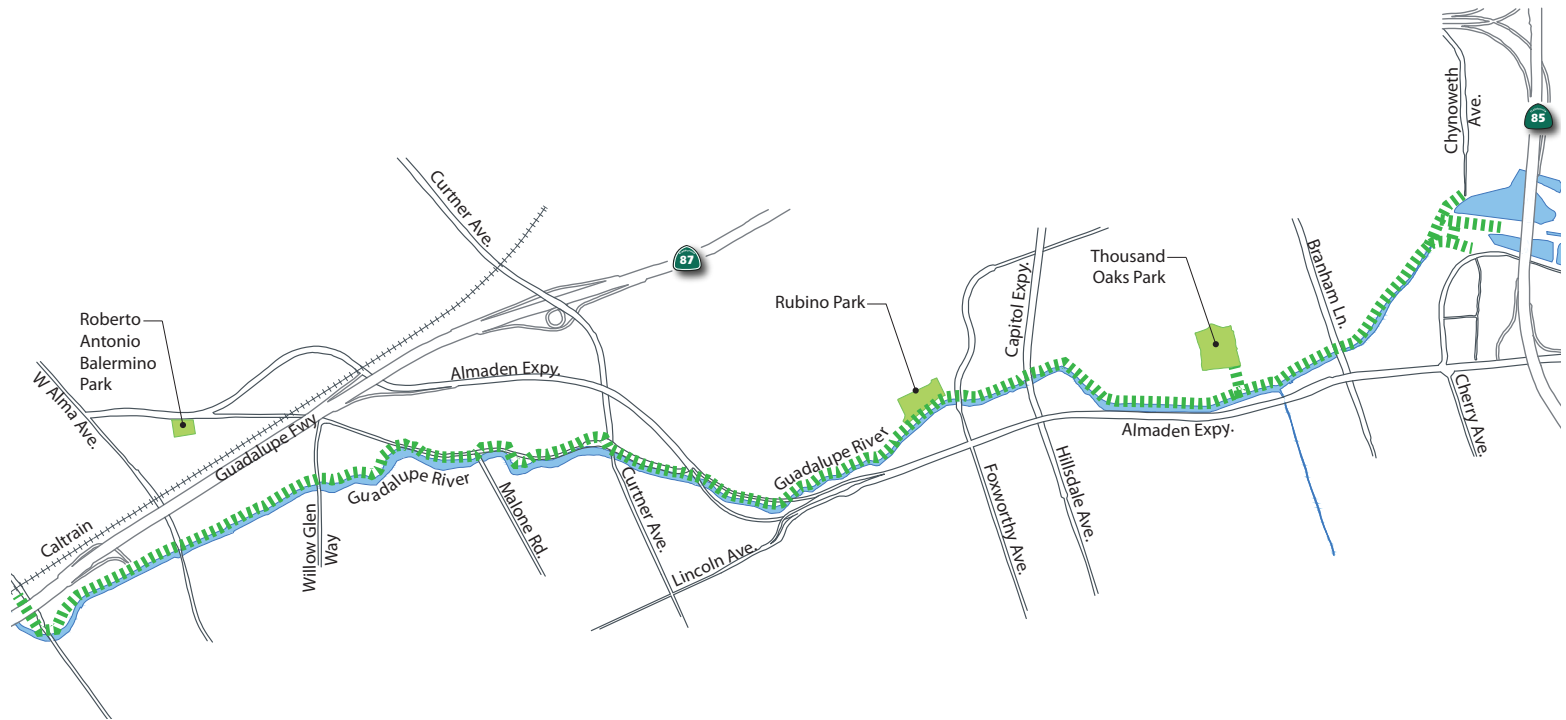 Chynoweth
Ave.
85
Curtner Ave.
87
Thousand
Oaks Park
Capitol Expy.
Branham Ln.
Rubino Park
Roberto
Antonio
Balermino
Park
W Alma Ave.
Almaden Expy.
Guadalupe Fwy
Guadalupe River
Guadalupe River
Almaden Expy.
Cherry Ave.
Caltrain
Willow Glen
Way
Malone Rd.
Curtner Ave.
Lincoln Ave.
Foxworthy Ave.
Hillsdale Ave.